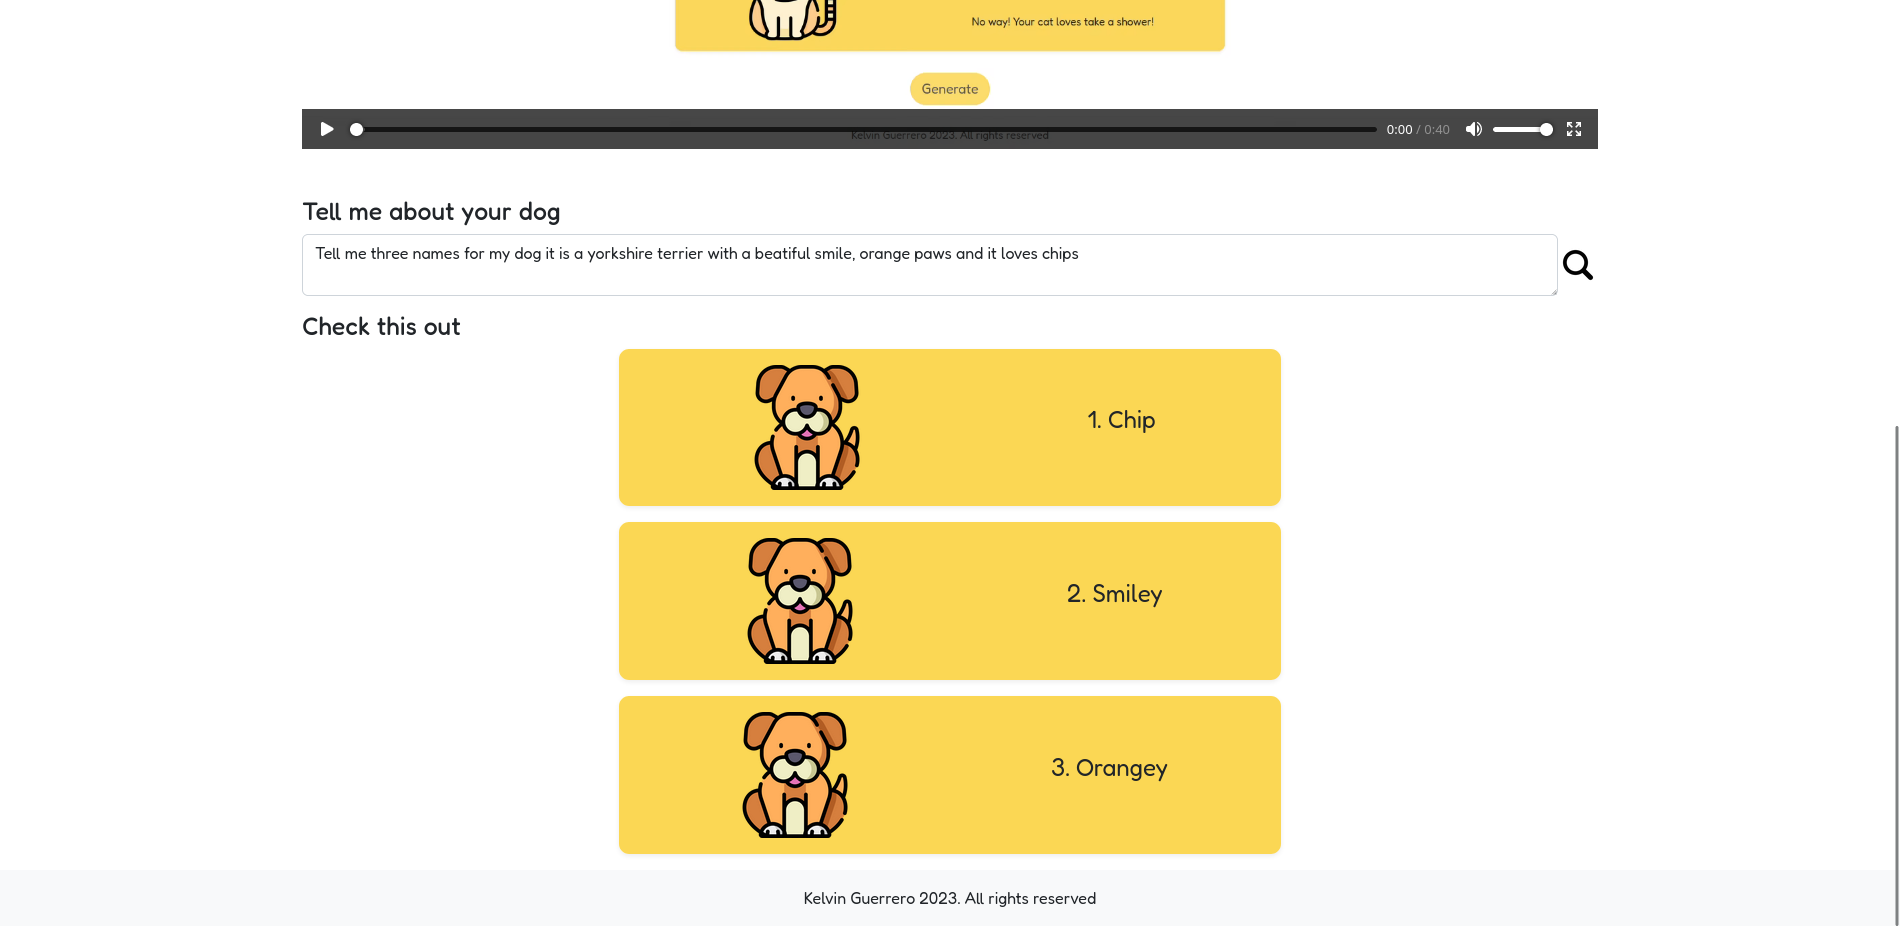 No way! Your cat loves take a shower!
Generate
Kelvin Guerrero 2023. All rights reserved
0:00 / 0:40
Tell me about your dog
Tell me three names for my dog it is a yorkshire terrier with a beatiful smile, orange paws and it loves chips
Check this out
1. Chip
2. Smiley
3. Orangey
Kelvin Guerrero 2023. All rights reserved